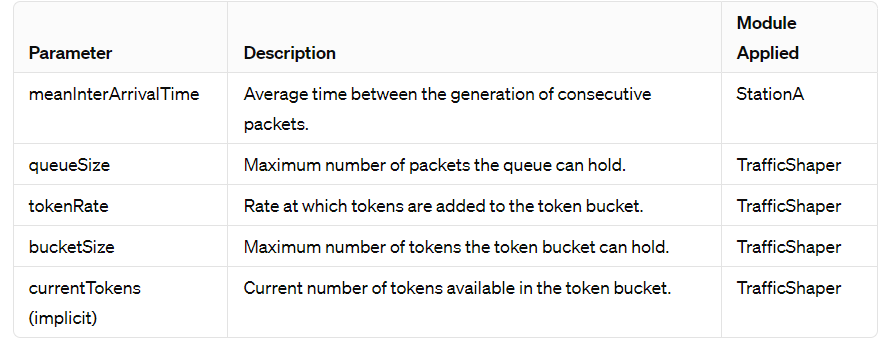 Parameter Description Module Applied
meanInterArrivalTime Average time between the generation of consecutive packets. StationA
queueSize Maximum number of packets the queue can hold. TrafficShaper
tokenRate Rate at which tokens are added to the token bucket. TrafficShaper
bucketSize Maximum number of tokens the token bucket can hold. TrafficShaper
currentTokens (implicit) Current number of tokens available in the token bucket. TrafficShaper